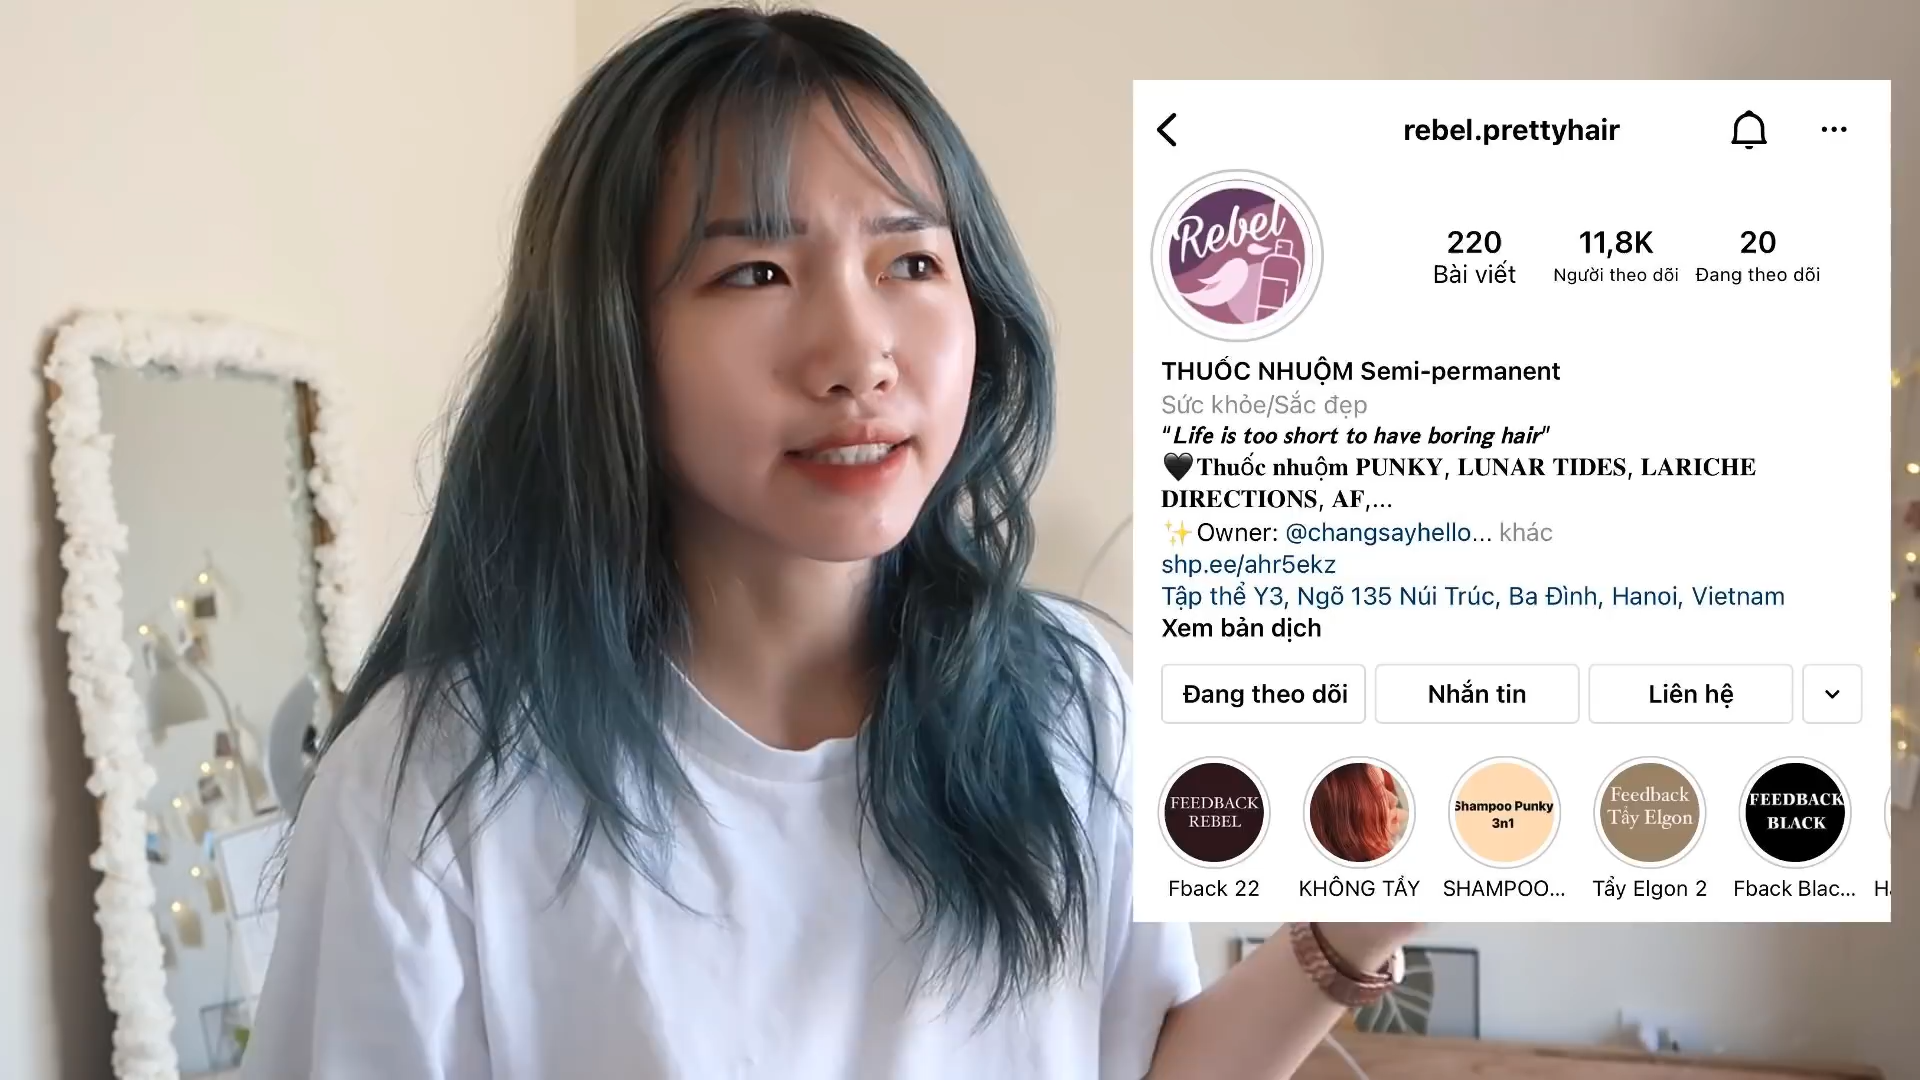 rebel.prettyhair
Rebel
220
11,8K
20
Bài viết
Người theo dõi
Đang theo dõi
THUỐC NHUỘM Semi-permanent
Sức khỏe/Sắc đẹp
"Life is too short to have boring hair"
🖤Thuốc nhuộm PUNKY, LUNAR TIDES, LARICHE
DIRECTIONS, AF,...
✨Owner: @changsayhello... khác
shp.ee/ahr5ekz
Tập thể Y3, Ngõ 135 Núi Trúc, Ba Đình, Hanoi, Vietnam
Xem bản dịch
Đang theo dõi
Nhắn tin
Liên hệ
FEEDBACK
REBEL
Shampoo Punky
3n1
Feedback
Tẩy Elgon
FEEDBACK
BLACK
Fback 22
KHÔNG TẨY
SHAMPOO...
Tẩy Elgon 2
Fback Blac...